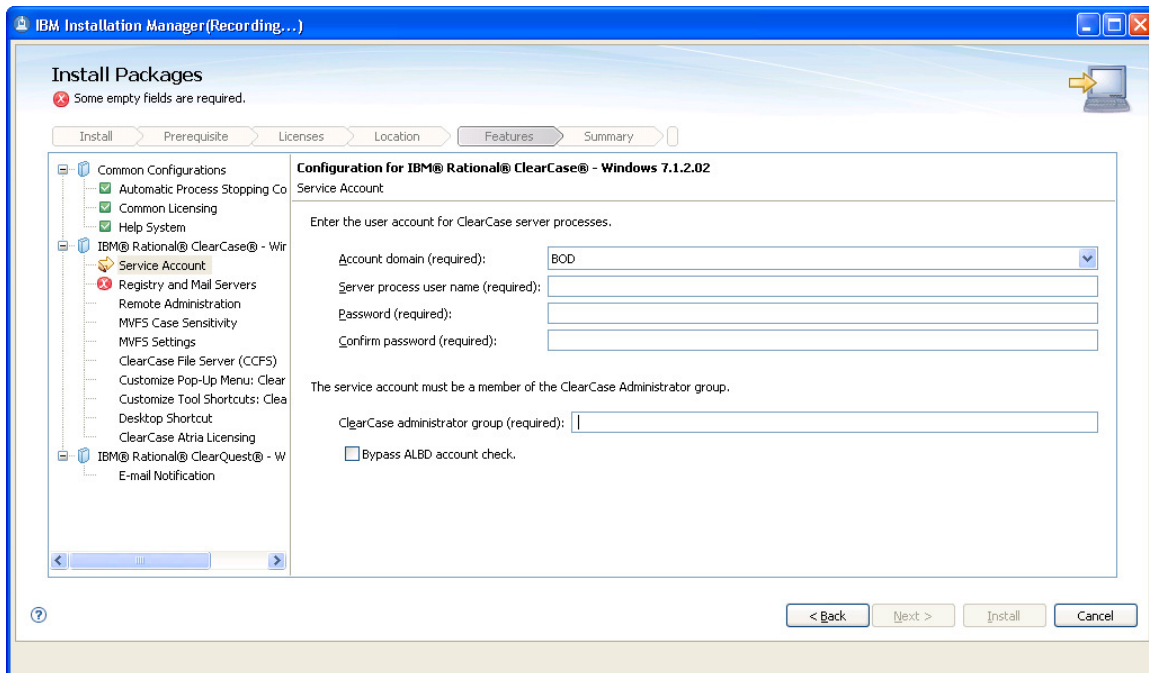 IBM Installation Manager(Recording...)
Install Packages
Some empty fields are required.
Install
Prerequisite
Licenses
Location
Features
Summary
Common Configurations
Automatic Process Stopping Co
Common Licensing
Help System
IBM® Rational® ClearCase® - Wir
Service Account
Registry and Mail Servers
Remote Administration
MVFS Case Sensitivity
MVFS Settings
ClearCase File Server (CCFS)
Customize Pop-Up Menu: Clear
Customize Tool Shortcuts: Clea
Desktop Shortcut
ClearCase Atria Licensing
IBM® Rational® ClearQuest® - W
E-mail Notification
Configuration for IBM® Rational® ClearCase® - Windows 7.1.2.02
Service Account
Enter the user account for ClearCase server processes.
Account domain (required):
BOD
Server process user name (required):
Password (required):
Confirm password (required):
The service account must be a member of the ClearCase Administrator group.
ClearCase administrator group (required):
Bypass ALBD account check.
?
< Back
Next >
Install
Cancel